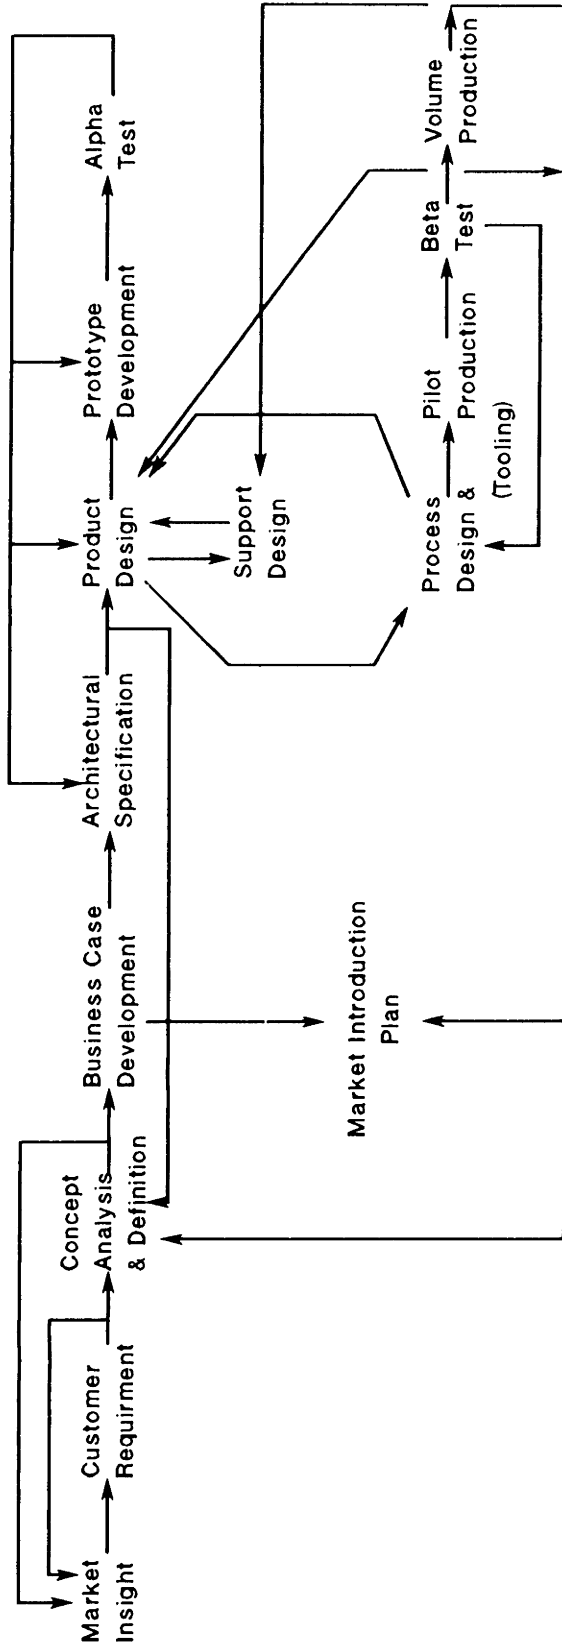 Market
Insight
Customer
Requirment
Concept
Analysis
& Definition
Business Case
Development
Architectural
Specification
Product
Design
Prototype
Development
Alpha
Test
Support
Design
Market Introduction
Plan
Process
Design &
(Tooling)
Pilot
Production
Beta
Test
Volume
Production